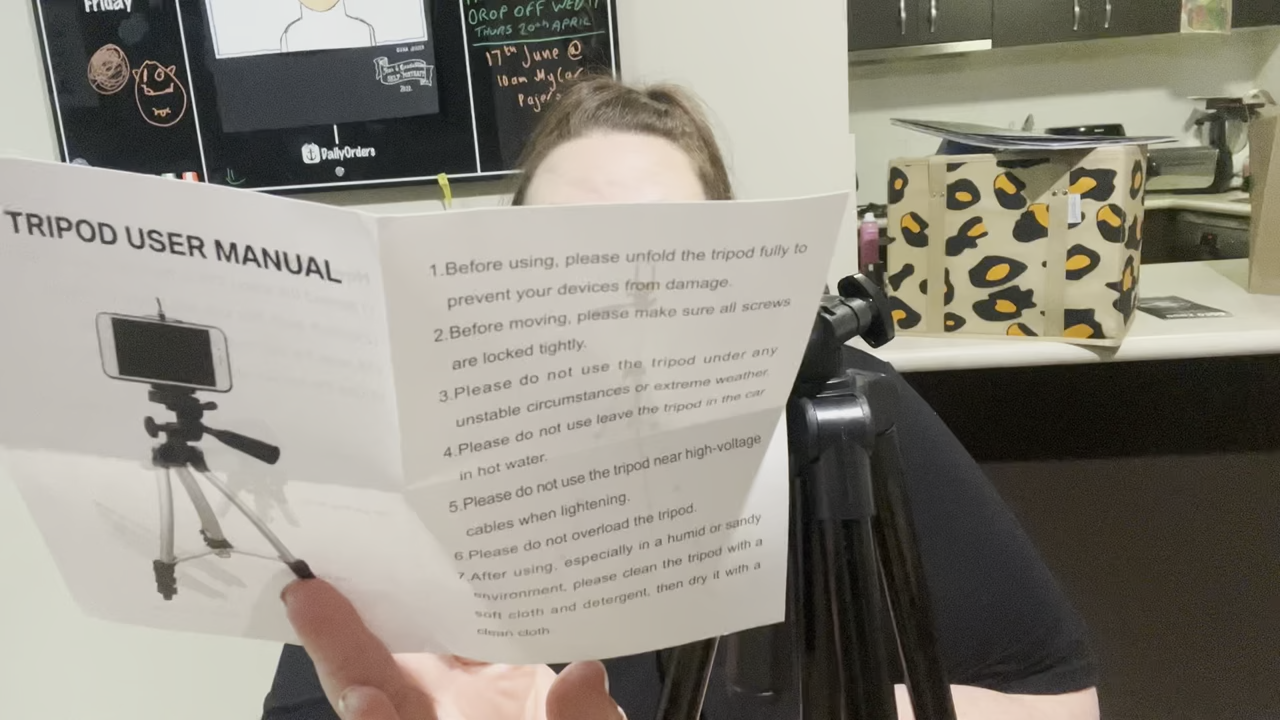 Friday
DROP OFF WED
THURS 20th APRIL
17th June @
10am MyCar
DailyOrders
TRIPOD USER MANUAL
1.Before using, please unfold the tripod fully to
prevent your devices from damage.
2.Before moving, please make sure all screws
are locked tightly.
3.Please do not use the tripod under any
unstable circumstances or extreme weather.
4.Please do not use leave the tripod in the car
in hot water.
5.Please do not use the tripod near high-voltage
cables when lightening.
6.Please do not overload the tripod.
7.After using, especially in a humid or sandy
environment, please clean the tripod with a
soft cloth and detergent, then dry it with a
clean cloth